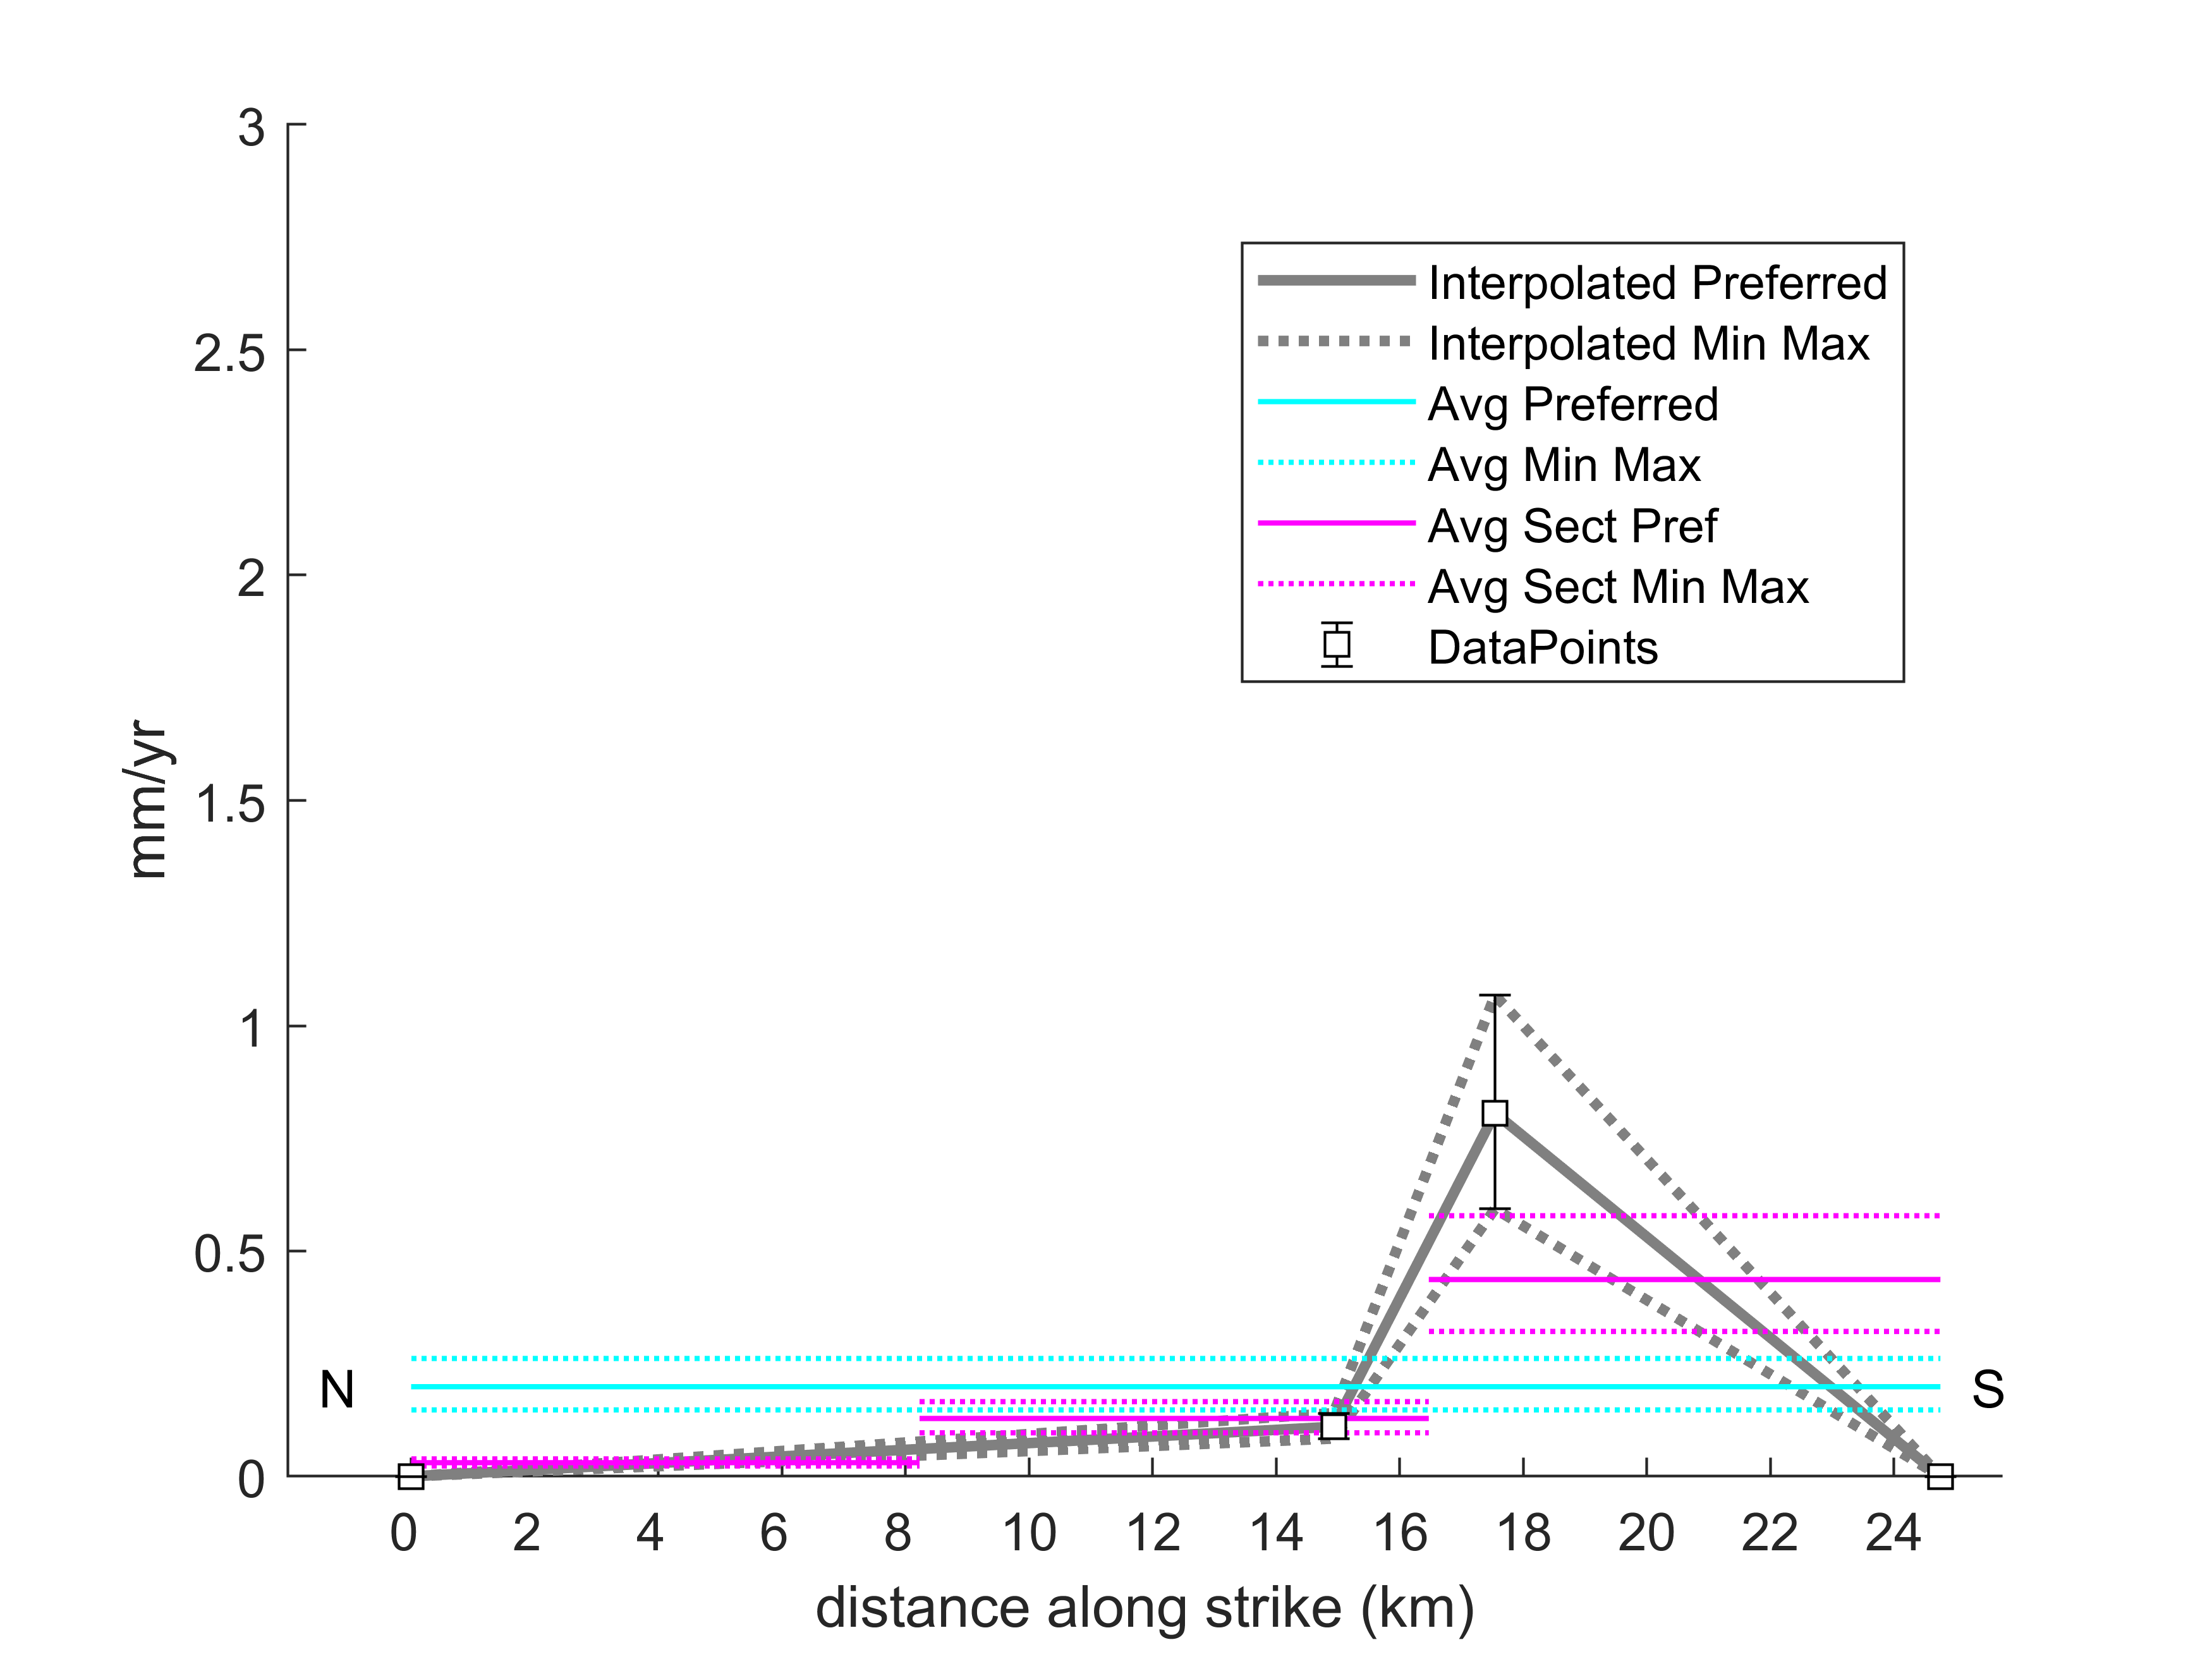 3
2.5
2
1.5
1
0.5
0
mm/yr
Interpolated Preferred
Interpolated Min Max
Avg Preferred
Avg Min Max
Avg Sect Pref
Avg Sect Min Max
DataPoints
N
S
0 2 4 6 8 10 12 14 16 18 20 22 24
distance along strike (km)